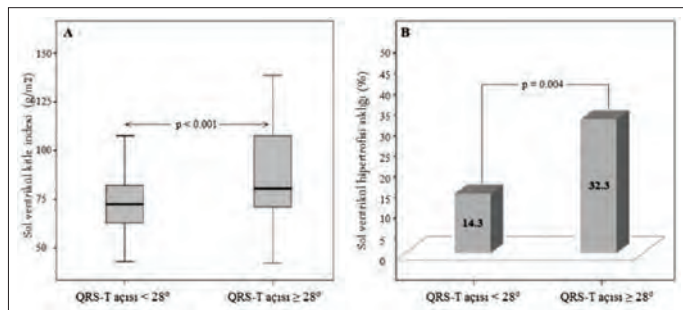 A
Sol ventrikül kitle indesi (g/m2)
150
125
100
75
50
p < 0.001
QRS-T açısı < 28°
QRS-T açısı ≥ 28°
B
Sol ventrikül hipertrofisi sıklığı (%)
50
45
40
35
30
25
20
15
10
5
0
p = 0.004
14.3
32.3
QRS-T açısı < 28°
QRS-T açısı ≥ 28°